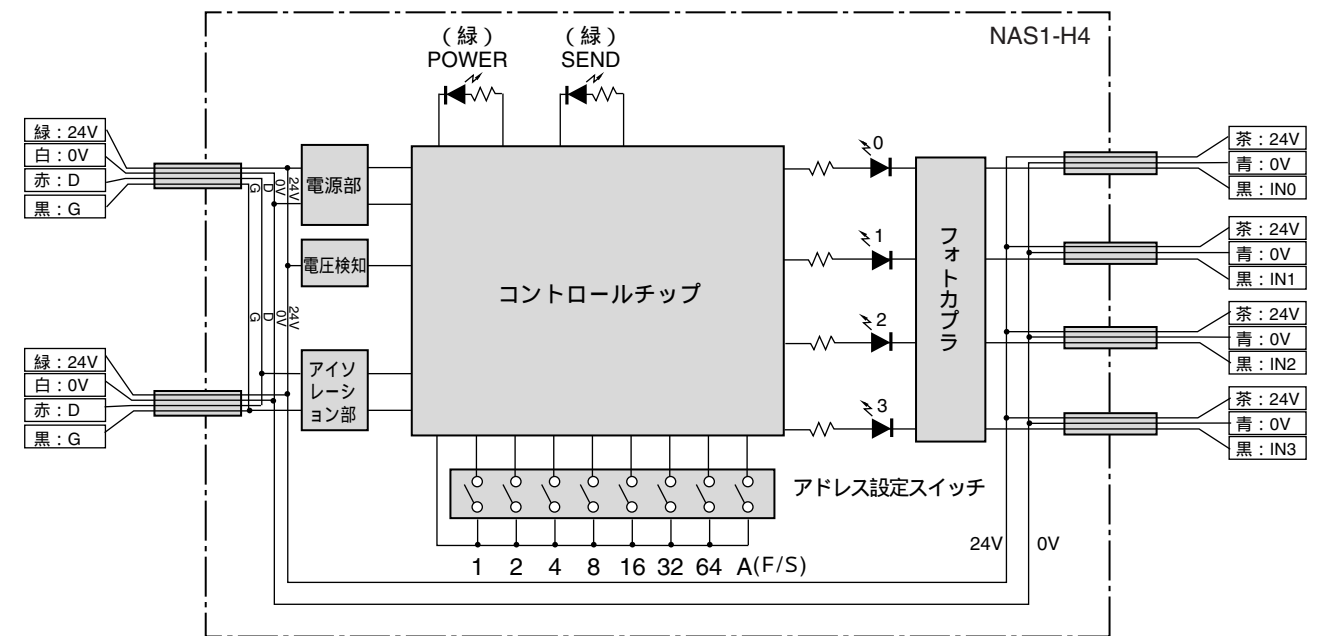 NAS1-H4
（緑） （緑）
POWER SEND
緑：24V
白：0V
赤：D
黒：G
電源部
G D 0V 24V
電圧検知
G D 0V 24V
緑：24V
白：0V
赤：D
黒：G
アイソ
レーシ
ョン部
コントロールチップ
0
1
2
3
フォトカプラ
茶：24V
青：0V
黒：IN0
茶：24V
青：0V
黒：IN1
茶：24V
青：0V
黒：IN2
茶：24V
青：0V
黒：IN3
アドレス設定スイッチ
24V 0V
1 2 4 8 16 32 64 A(F/S)